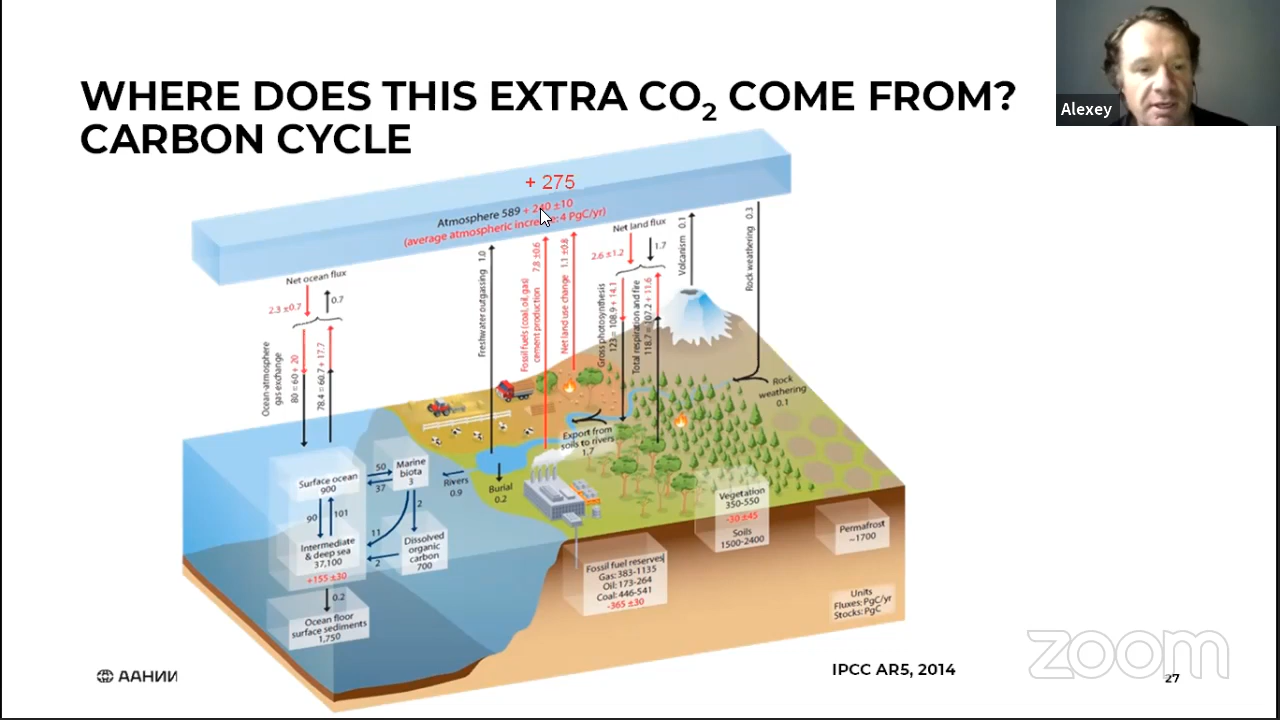 Alexey
WHERE DOES THIS EXTRA CO2 COME FROM?
CARBON CYCLE
+ 275
Atmosphere 589 + 240 ±10
(average atmospheric increase: 4 PgC/yr)
Net ocean flux
2.3 ±0.7
0.7
Ocean-atmosphere
gas exchange
80 = 60 + 20
78.4 = 60.7 + 17.7
Freshwater outgassing 1.0
Fossil fuels (coal, oil, gas)
cement production 7.8 ±0.6
Net land use change 1.1 ±0.8
Net land flux
2.6 ±1.2
1.7
Gross photosynthesis
123 = 108.9 + 14.1
Total respiration and fire
118.7 = 107.2 + 11.6
Volcanism 0.1
Rock weathering 0.3
Rock
weathering
0.1
Export from
soils to rivers
1.7
Surface ocean
900
50
37
Marine
biota
3
Rivers
0.9
Burial
0.2
90
101
11
2
2
Intermediate
& deep sea
37,100
+155 ±30
Dissolved
organic
carbon
700
0.2
Ocean floor
surface sediments
1,750
Fossil fuel reserves
Gas: 383-1135
Oil: 173-264
Coal: 446-541
-365 ±30
Vegetation
350-550
-30 ±45
Soils
1500-2400
Permafrost
~1700
Units
Fluxes: PgC/yr
Stocks: PgC
ААНИИ
IPCC AR5, 2014
27
zoom